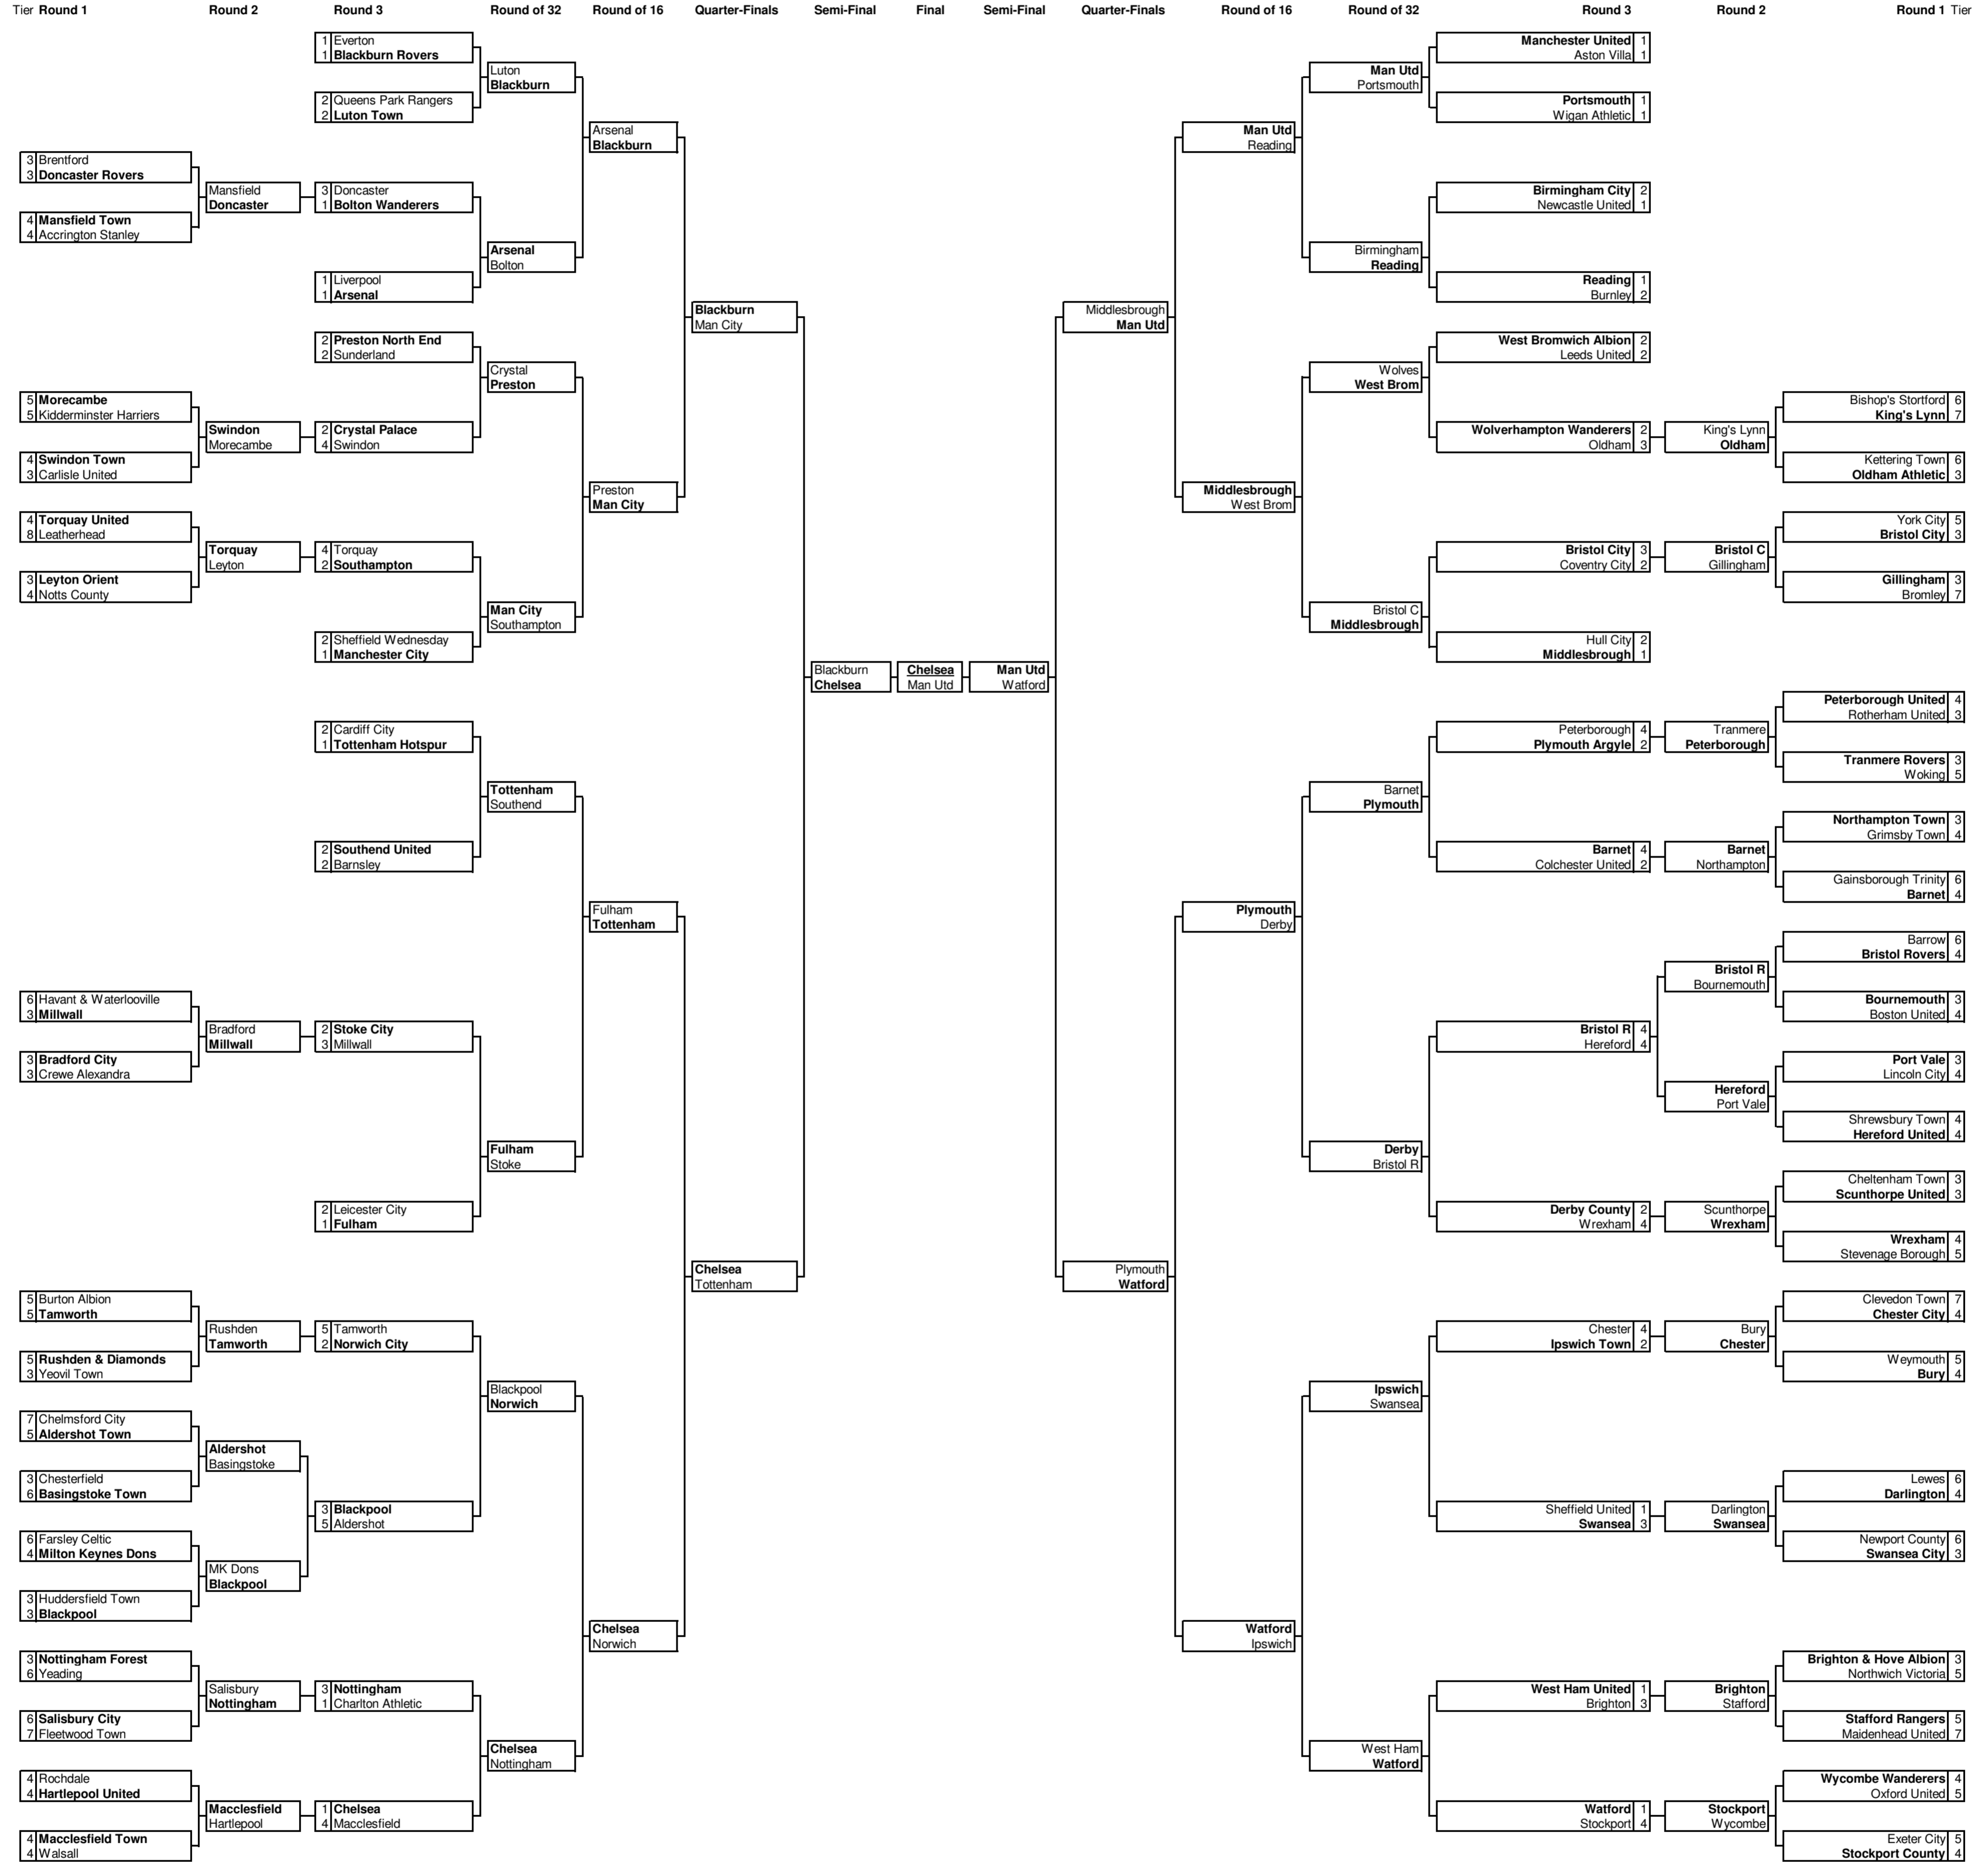 Tier Round 1 Round 2 Round 3 Round of 32 Round of 16 Quarter-Finals Semi-Final Final Semi-Final Quarter-Finals Round of 16 Round of 32 Round 3 Round 2 Round 1 Tier
3 Brentford
3 Doncaster Rovers
4 Mansfield Town
4 Accrington Stanley
5 Morecambe
5 Kidderminster Harriers
4 Swindon Town
3 Carlisle United
4 Torquay United
8 Leatherhead
3 Leyton Orient
4 Notts County
6 Havant & Waterlooville
3 Millwall
3 Bradford City
3 Crewe Alexandra
5 Burton Albion
5 Tamworth
5 Rushden & Diamonds
3 Yeovil Town
7 Chelmsford City
5 Aldershot Town
3 Chesterfield
6 Basingstoke Town
6 Farsley Celtic
4 Milton Keynes Dons
3 Huddersfield Town
3 Blackpool
3 Nottingham Forest
6 Yeading
6 Salisbury City
7 Fleetwood Town
4 Rochdale
4 Hartlepool United
4 Macclesfield Town
4 Walsall
Mansfield
Doncaster
Swindon
Morecambe
Torquay
Leyton
Bradford
Millwall
Rushden
Tamworth
Aldershot
Basingstoke
MK Dons
Blackpool
Salisbury
Nottingham
Macclesfield
Hartlepool
1 Everton
1 Blackburn Rovers
2 Queens Park Rangers
2 Luton Town
3 Doncaster
1 Bolton Wanderers
1 Liverpool
1 Arsenal
2 Preston North End
2 Sunderland
2 Crystal Palace
4 Swindon
4 Torquay
2 Southampton
2 Sheffield Wednesday
1 Manchester City
2 Cardiff City
1 Tottenham Hotspur
2 Southend United
2 Barnsley
2 Stoke City
3 Millwall
2 Leicester City
1 Fulham
5 Tamworth
2 Norwich City
3 Blackpool
5 Aldershot
3 Nottingham
1 Charlton Athletic
1 Chelsea
4 Macclesfield
Luton
Blackburn
Arsenal
Bolton
Crystal
Preston
Man City
Southampton
Tottenham
Southend
Fulham
Stoke
Blackpool
Norwich
Chelsea
Nottingham
Arsenal
Blackburn
Preston
Man City
Fulham
Tottenham
Chelsea
Norwich
Blackburn
Man City
Chelsea
Tottenham
Blackburn
Chelsea
Chelsea
Man Utd
Man Utd
Watford
Middlesbrough
Man Utd
Plymouth
Watford
Man Utd
Reading
Middlesbrough
West Brom
Plymouth
Derby
Watford
Ipswich
Man Utd
Portsmouth
Birmingham
Reading
Wolves
West Brom
Bristol C
Middlesbrough
Barnet
Plymouth
Derby
Bristol R
Ipswich
Swansea
West Ham
Watford
Manchester United 1
Aston Villa 1
Portsmouth 1
Wigan Athletic 1
Birmingham City 2
Newcastle United 1
Reading 1
Burnley 2
West Bromwich Albion 2
Leeds United 2
Wolverhampton Wanderers 2
Oldham 3
Bristol City 3
Coventry City 2
Hull City 2
Middlesbrough 1
Peterborough 4
Plymouth Argyle 2
Barnet 4
Colchester United 2
Bristol R 4
Hereford 4
Derby County 2
Wrexham 4
Chester 4
Ipswich Town 2
Sheffield United 1
Swansea 3
West Ham United 1
Brighton 3
Watford 1
Stockport 4
King's Lynn
Oldham
Bristol C
Gillingham
Tranmere
Peterborough
Barnet
Northampton
Bristol R
Bournemouth
Hereford
Port Vale
Scunthorpe
Wrexham
Bury
Chester
Darlington
Swansea
Brighton
Stafford
Stockport
Wycombe
Bishop's Stortford 6
King's Lynn 7
Kettering Town 6
Oldham Athletic 3
York City 5
Bristol City 3
Gillingham 3
Bromley 7
Peterborough United 4
Rotherham United 3
Tranmere Rovers 3
Woking 5
Northampton Town 3
Grimsby Town 4
Gainsborough Trinity 6
Barnet 4
Barrow 6
Bristol Rovers 4
Bournemouth 3
Boston United 4
Port Vale 3
Lincoln City 4
Shrewsbury Town 4
Hereford United 4
Cheltenham Town 3
Scunthorpe United 3
Wrexham 4
Stevenage Borough 5
Clevedon Town 7
Chester City 4
Weymouth 5
Bury 4
Lewes 6
Darlington 4
Newport County 6
Swansea City 3
Brighton & Hove Albion 3
Northwich Victoria 5
Stafford Rangers 5
Maidenhead United 7
Wycombe Wanderers 4
Oxford United 5
Exeter City 5
Stockport County 4